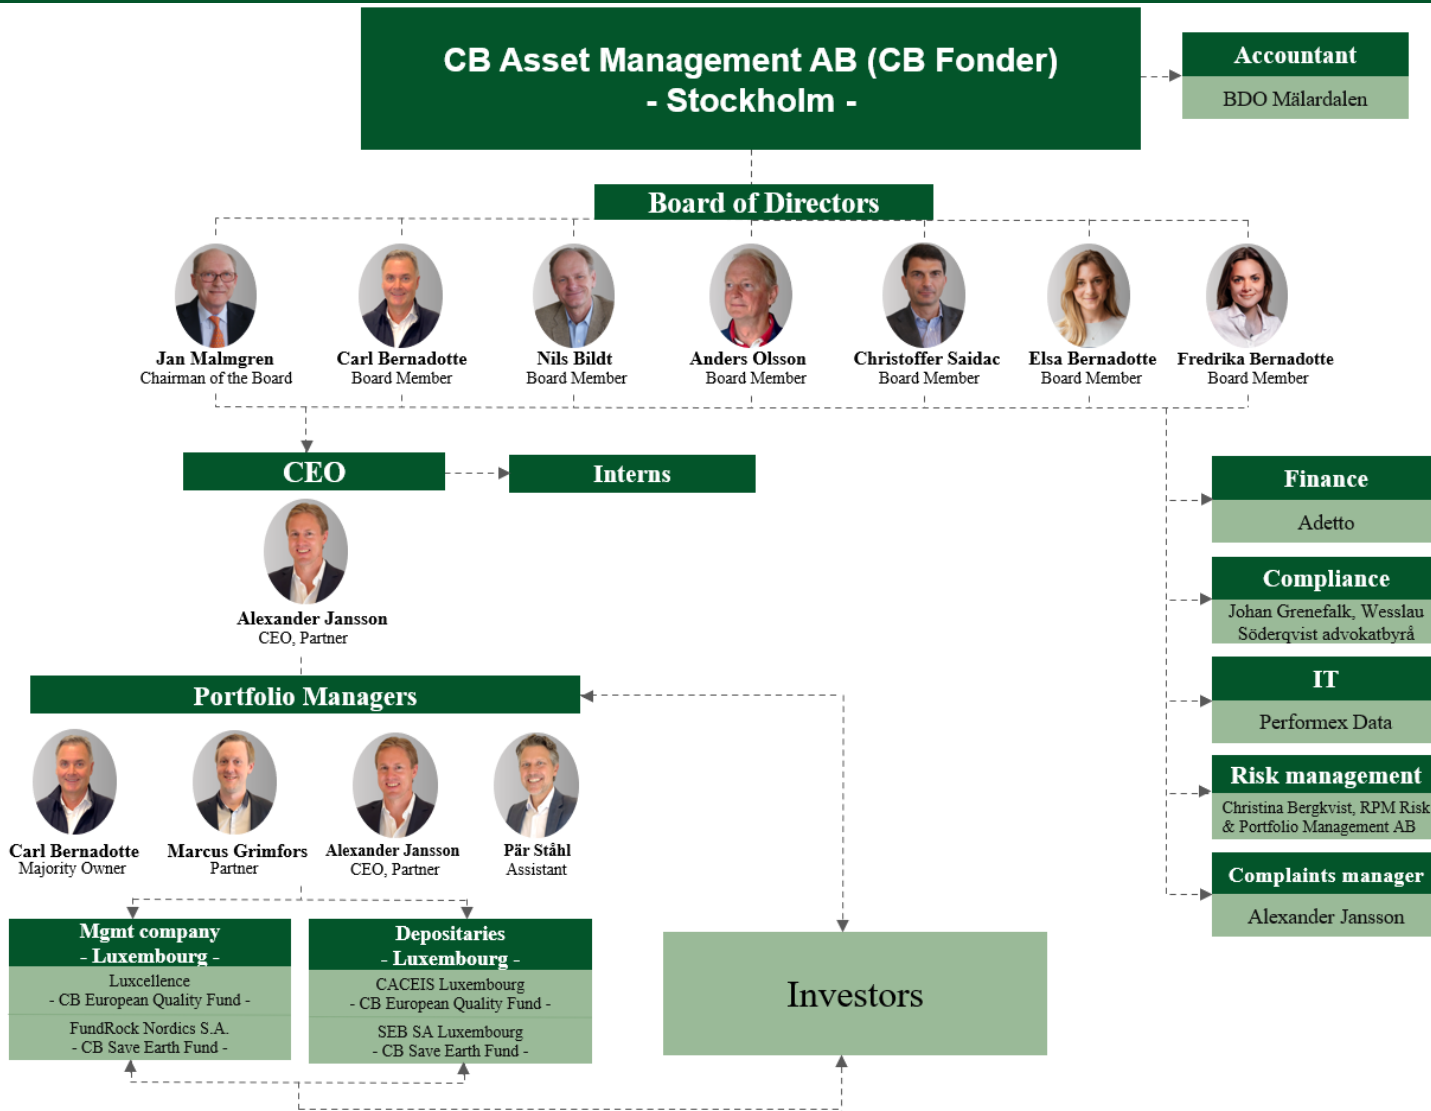 CB Asset Management AB (CB Fonder)
- Stockholm -
Accountant
BDO Mälardalen
Board of Directors
Jan Malmgren
Chairman of the Board
Carl Bernadotte
Board Member
Nils Bildt
Board Member
Anders Olsson
Board Member
Christoffer Saidac
Board Member
Elsa Bernadotte
Board Member
Fredrika Bernadotte
Board Member
CEO
Interns
Alexander Jansson
CEO, Partner
Finance
Adetto
Compliance
Johan Grenefalk, Wesslau
Söderqvist advokatbyrå
IT
Performex Data
Risk management
Christina Bergkvist, RPM Risk
& Portfolio Management AB
Complaints manager
Alexander Jansson
Portfolio Managers
Carl Bernadotte
Majority Owner
Marcus Grimfors
Partner
Alexander Jansson
CEO, Partner
Pär Ståhl
Assistant
Mgmt company
- Luxembourg -
Luxcellence
- CB European Quality Fund -
FundRock Nordics S.A.
- CB Save Earth Fund -
Depositaries
- Luxembourg -
CACEIS Luxembourg
- CB European Quality Fund -
SEB SA Luxembourg
- CB Save Earth Fund -
Investors